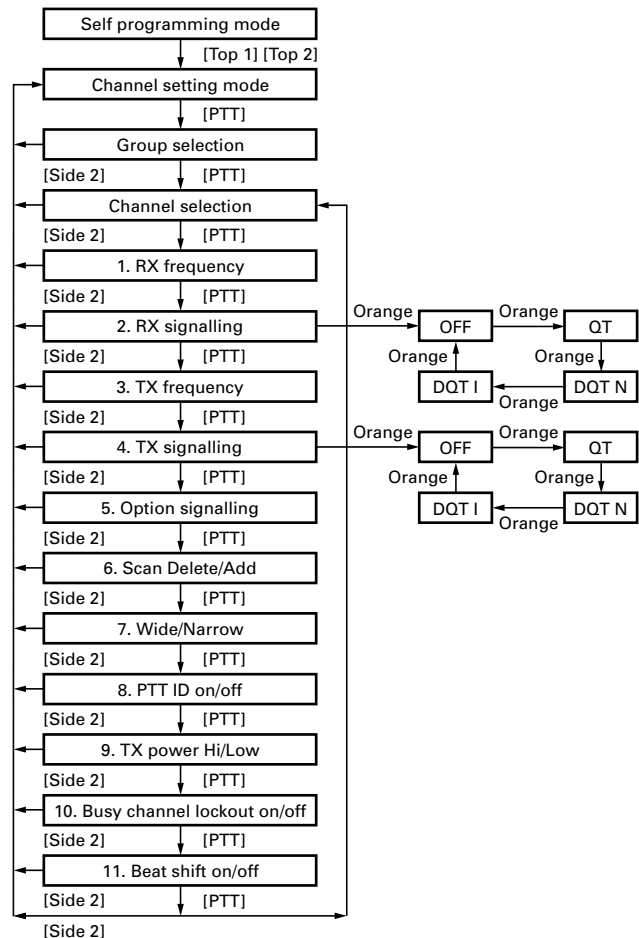 Self programming mode
[Top 1] [Top 2]
Channel setting mode
[PTT]
Group selection
[Side 2] [PTT]
Channel selection
[Side 2] [PTT]
1. RX frequency
[Side 2] [PTT]
2. RX signalling
Orange
OFF
Orange
QT
Orange
Orange
DQT I
Orange
DQT N
[Side 2] [PTT]
3. TX frequency
[Side 2] [PTT]
4. TX signalling
Orange
OFF
Orange
QT
Orange
Orange
DQT I
Orange
DQT N
[Side 2] [PTT]
5. Option signalling
[Side 2] [PTT]
6. Scan Delete/Add
[Side 2] [PTT]
7. Wide/Narrow
[Side 2] [PTT]
8. PTT ID on/off
[Side 2] [PTT]
9. TX power Hi/Low
[Side 2] [PTT]
10. Busy channel lockout on/off
[Side 2] [PTT]
11. Beat shift on/off
[Side 2] [PTT]
[Side 2]